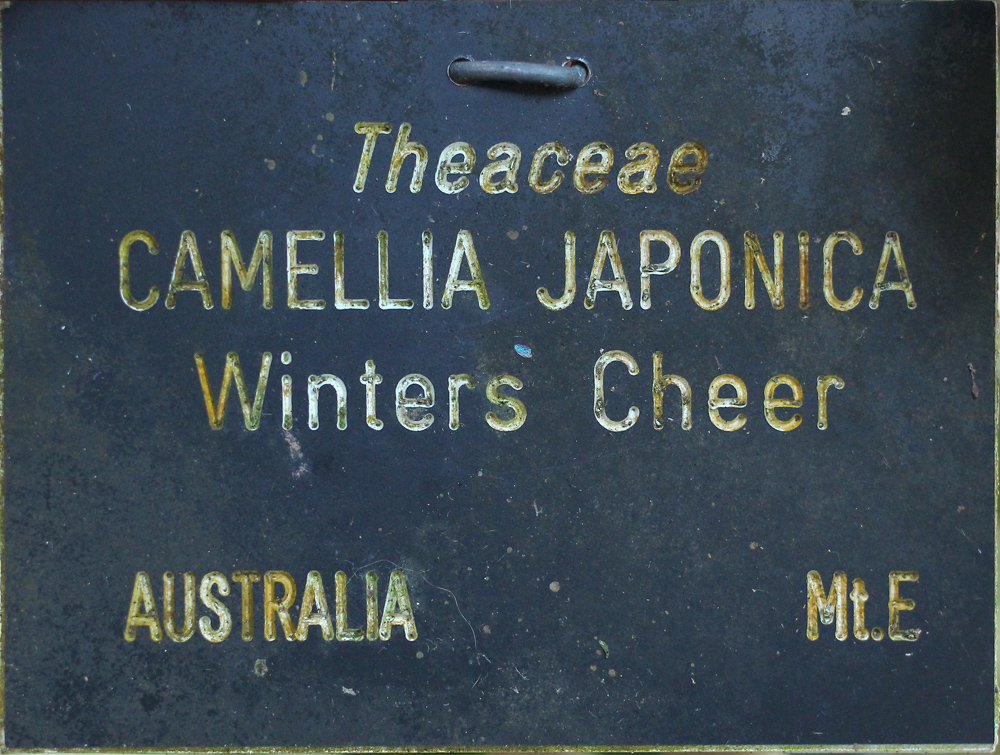 Theaceae
CAMELLIA JAPONICA
Winters Cheer
AUSTRALIA Mt.E